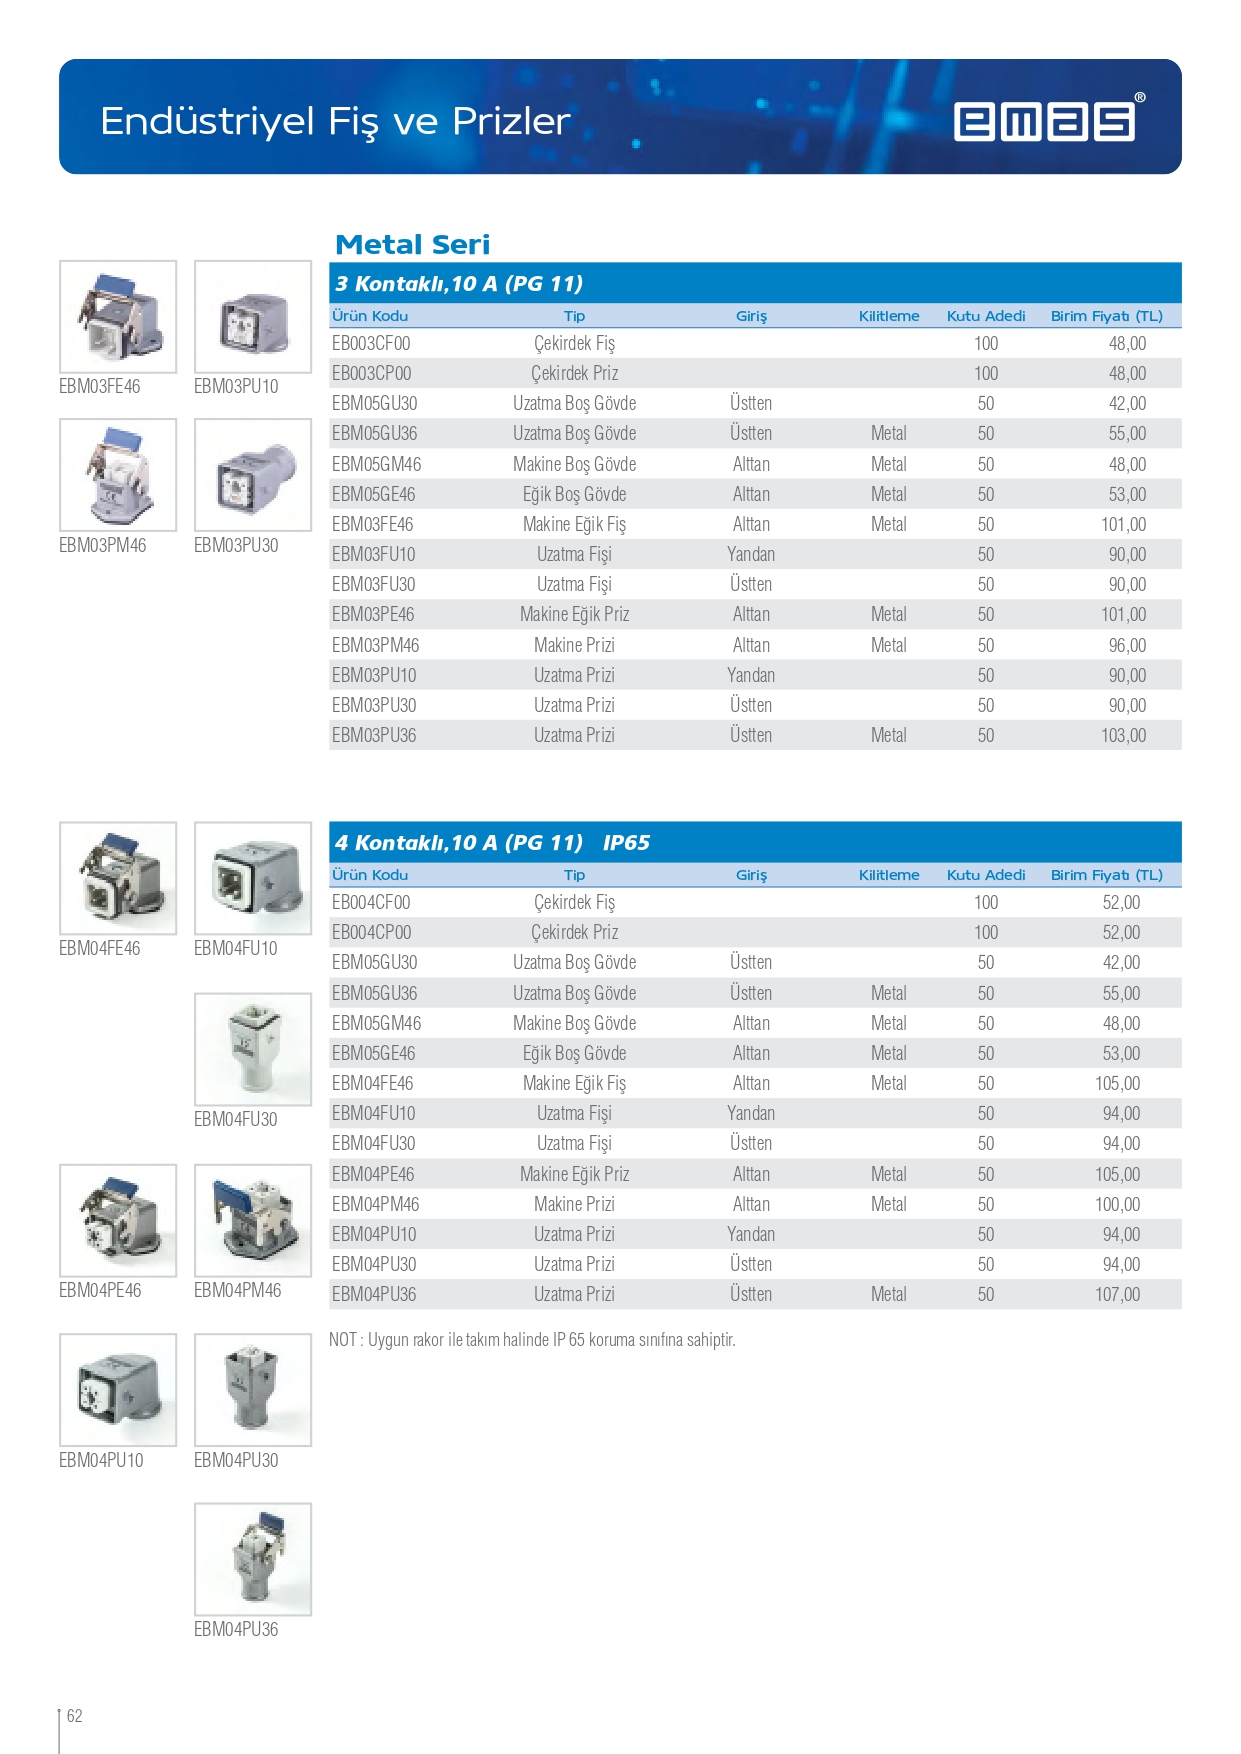 Endüstriyel Fiş ve Prizler
emas®
Metal Seri
3 Kontaklı,10 A (PG 11)
Ürün Kodu Tip Giriş Kilitleme Kutu Adedi Birim Fiyatı (TL)
EB003CF00 Çekirdek Fiş 100 48,00
EB003CP00 Çekirdek Priz 100 48,00
EBM05GU30 Uzatma Boş Gövde Üstten 50 42,00
EBM05GU36 Uzatma Boş Gövde Üstten Metal 50 55,00
EBM05GM46 Makine Boş Gövde Alttan Metal 50 48,00
EBM05GE46 Eğik Boş Gövde Alttan Metal 50 53,00
EBM03FE46 Makine Eğik Fiş Alttan Metal 50 101,00
EBM03FU10 Uzatma Fişi Yandan 50 90,00
EBM03FU30 Uzatma Fişi Üstten 50 90,00
EBM03PE46 Makine Eğik Priz Alttan Metal 50 101,00
EBM03PM46 Makine Prizi Alttan Metal 50 96,00
EBM03PU10 Uzatma Prizi Yandan 50 90,00
EBM03PU30 Uzatma Prizi Üstten 50 90,00
EBM03PU36 Uzatma Prizi Üstten Metal 50 103,00
EBM03FE46 EBM03PU10
EBM03PM46 EBM03PU30
4 Kontaklı,10 A (PG 11) IP65
Ürün Kodu Tip Giriş Kilitleme Kutu Adedi Birim Fiyatı (TL)
EB004CF00 Çekirdek Fiş 100 52,00
EB004CP00 Çekirdek Priz 100 52,00
EBM05GU30 Uzatma Boş Gövde Üstten 50 42,00
EBM05GU36 Uzatma Boş Gövde Üstten Metal 50 55,00
EBM05GM46 Makine Boş Gövde Alttan Metal 50 48,00
EBM05GE46 Eğik Boş Gövde Alttan Metal 50 53,00
EBM04FE46 Makine Eğik Fiş Alttan Metal 50 105,00
EBM04FU10 Uzatma Fişi Yandan 50 94,00
EBM04FU30 Uzatma Fişi Üstten 50 94,00
EBM04PE46 Makine Eğik Priz Alttan Metal 50 105,00
EBM04PM46 Makine Prizi Alttan Metal 50 100,00
EBM04PU10 Uzatma Prizi Yandan 50 94,00
EBM04PU30 Uzatma Prizi Üstten 50 94,00
EBM04PU36 Uzatma Prizi Üstten Metal 50 107,00
NOT : Uygun rakor ile takım halinde IP 65 koruma sınıfına sahiptir.
EBM04FE46 EBM04FU10
EBM04FU30
EBM04PE46 EBM04PM46
EBM04PU10 EBM04PU30
EBM04PU36
62